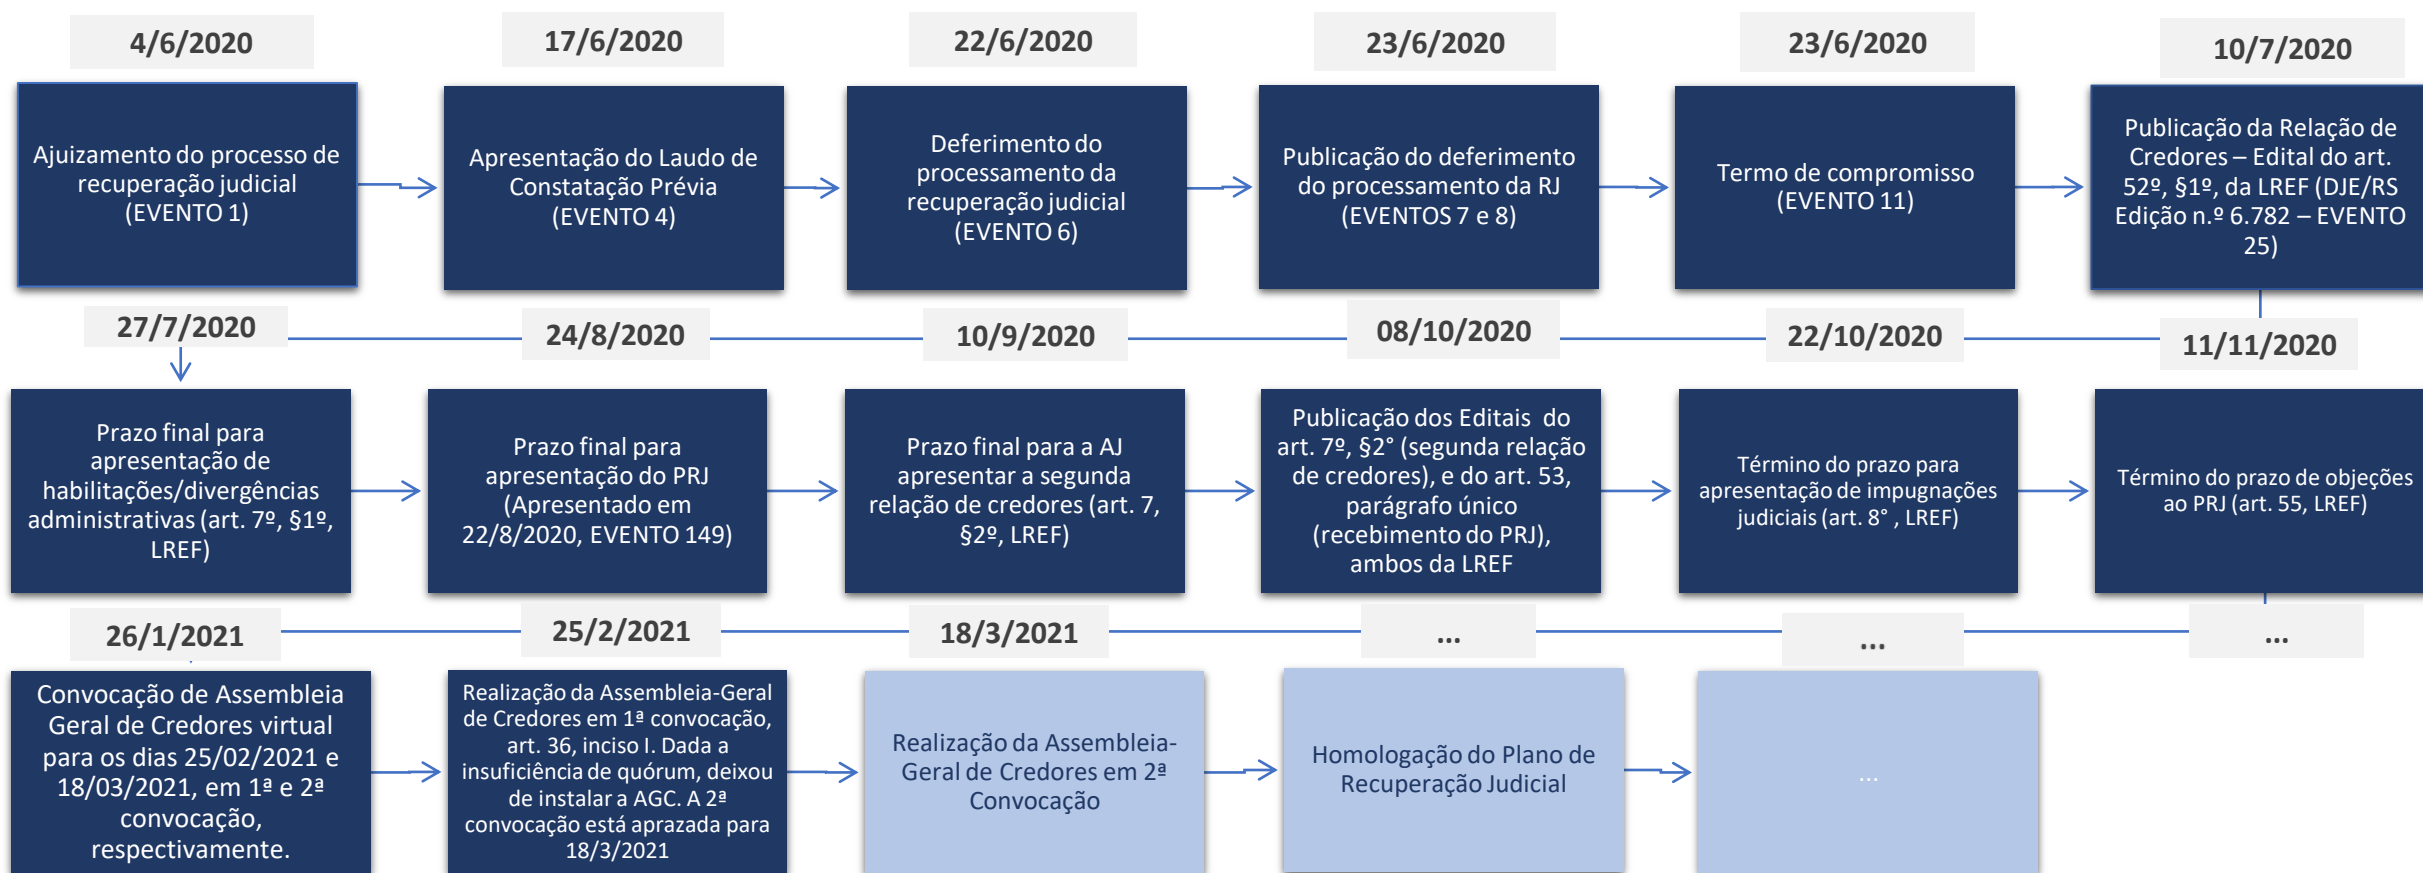 4/6/2020
17/6/2020
22/6/2020
23/6/2020
23/6/2020
10/7/2020
Ajuizamento do processo de
recuperação judicial
(EVENTO 1)
Apresentação do Laudo de
Constatação Prévia
(EVENTO 4)
Deferimento do
processamento da
recuperação judicial
(EVENTO 6)
Publicação do deferimento
do processamento da RJ
(EVENTOS 7 e 8)
Termo de compromisso
(EVENTO 11)
Publicação da Relação de
Credores – Edital do art.
52º, §1º, da LREF (DJE/RS
Edição n.º 6.782 – EVENTO
25)
27/7/2020
24/8/2020
10/9/2020
08/10/2020
22/10/2020
11/11/2020
Prazo final para
apresentação de
habilitações/divergências
administrativas (art. 7º, §1º,
LREF)
Prazo final para
apresentação do PRJ
(Apresentado em
22/8/2020, EVENTO 149)
Prazo final para a AJ
apresentar a segunda
relação de credores (art. 7,
§2º, LREF)
Publicação dos Editais do
art. 7º, §2° (segunda relação
de credores), e do art. 53,
parágrafo único
(recebimento do PRJ),
ambos da LREF
Término do prazo para
apresentação de impugnações
judiciais (art. 8° , LREF)
Término do prazo de objeções
ao PRJ (art. 55, LREF)
26/1/2021
25/2/2021
18/3/2021
...
...
...
Convocação de Assembleia
Geral de Credores virtual
para os dias 25/02/2021 e
18/03/2021, em 1ª e 2ª
convocação,
respectivamente.
Realização da Assembleia-Geral
de Credores em 1ª convocação,
art. 36, inciso I. Dada a
insuficiência de quórum, deixou
de instalar a AGC. A 2ª
convocação está aprazada para
18/3/2021
Realização da Assembleia-
Geral de Credores em 2ª
Convocação
Homologação do Plano de
Recuperação Judicial
...